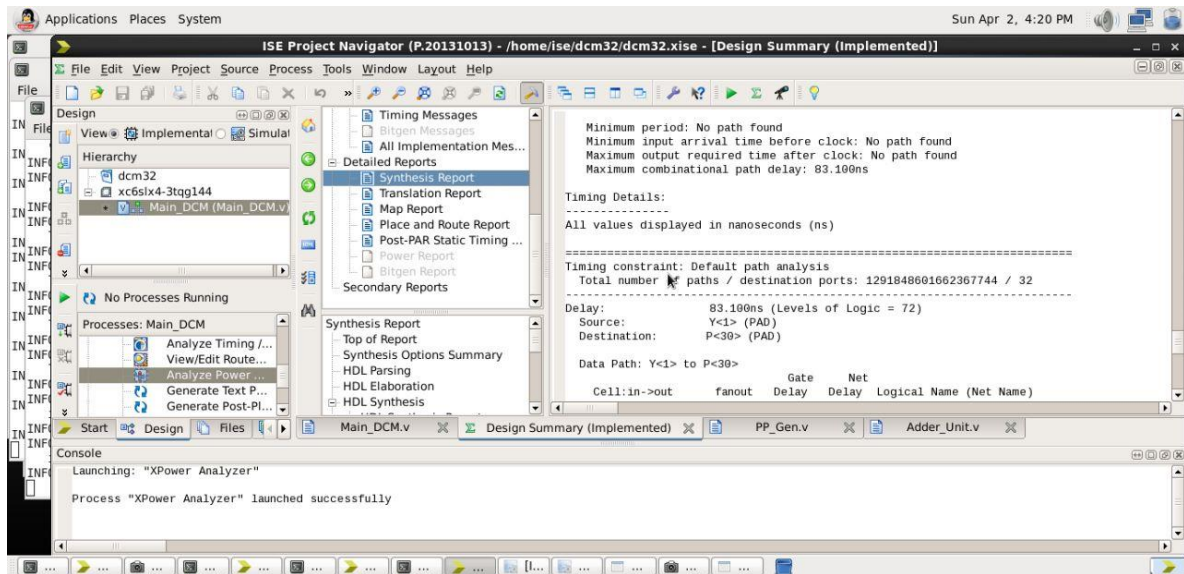 Applications Places System
Sun Apr 2, 4:20 PM
ISE Project Navigator (P.20131013) - /home/ise/dcm32/dcm32.xise - [Design Summary (Implemented)]
File Edit View Project Source Process Tools Window Layout Help
File
File
Design
View Implementat Simulat
Hierarchy
dcm32
xc6slx4-3tqg144
Main_DCM (Main_DCM.v)
No Processes Running
Processes: Main_DCM
Analyze Timing /...
View/Edit Route...
Analyze Power ...
Generate Text P...
Generate Post-Pl...
Start Design Files
Timing Messages
Bitgen Messages
All Implementation Mes...
Detailed Reports
Synthesis Report
Translation Report
Map Report
Place and Route Report
Post-PAR Static Timing ...
Power Report
Bitgen Report
Secondary Reports
Synthesis Report
Top of Report
Synthesis Options Summary
HDL Parsing
HDL Elaboration
HDL Synthesis
Minimum period: No path found
Minimum input arrival time before clock: No path found
Maximum output required time after clock: No path found
Maximum combinational path delay: 83.100ns
Timing Details:
---------------
All values displayed in nanoseconds (ns)
=========================================================================
Timing constraint: Default path analysis
Total number of paths / destination ports: 1291848601662367744 / 32
-------------------------------------------------------------------------
Delay: 83.100ns (Levels of Logic = 72)
Source: Y<1> (PAD)
Destination: P<30> (PAD)
Data Path: Y<1> to P<30>
Gate Net
Cell:in->out fanout Delay Delay Logical Name (Net Name)
Main_DCM.v Design Summary (Implemented) PP_Gen.v Adder_Unit.v
Console
Launching: "XPower Analyzer"
Process "XPower Analyzer" launched successfully